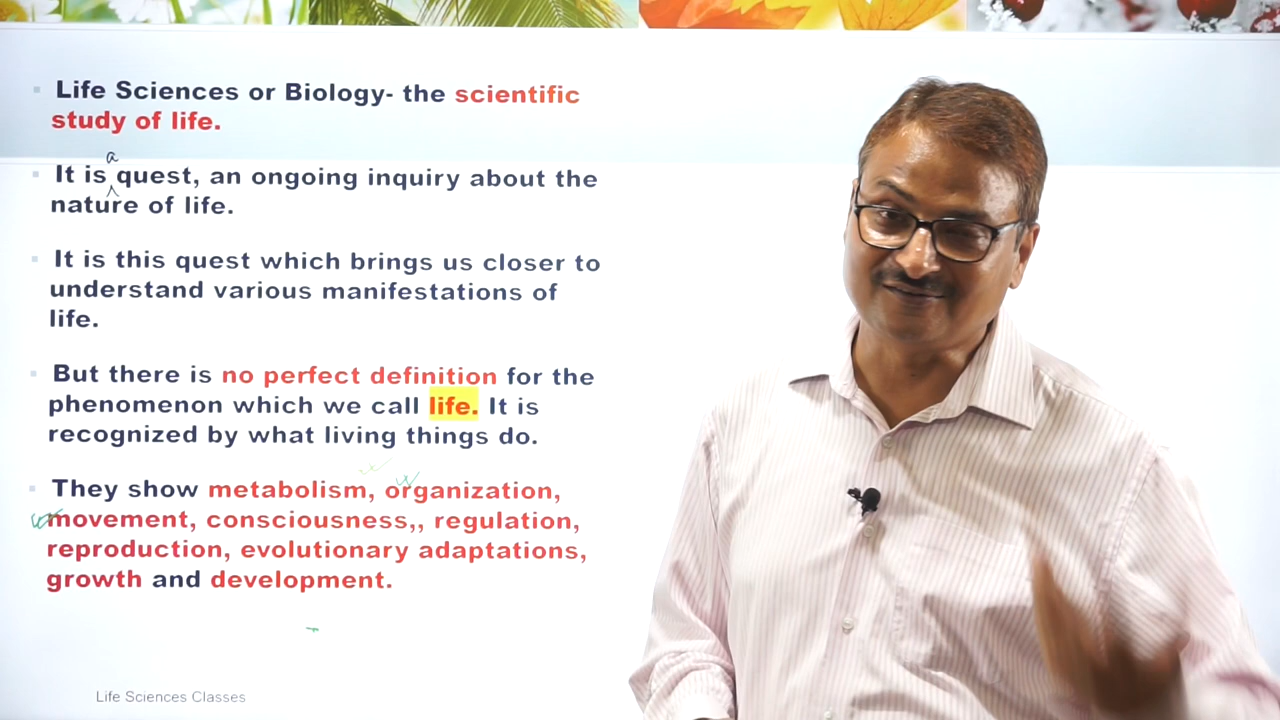 Life Sciences or Biology- the scientific
study of life.
a
It is quest, an ongoing inquiry about the
nature of life.
It is this quest which brings us closer to
understand various manifestations of
life.
But there is no perfect definition for the
phenomenon which we call life. It is
recognized by what living things do.
They show metabolism, organization,
movement, consciousness,, regulation,
reproduction, evolutionary adaptations,
growth and development.
Life Sciences Classes